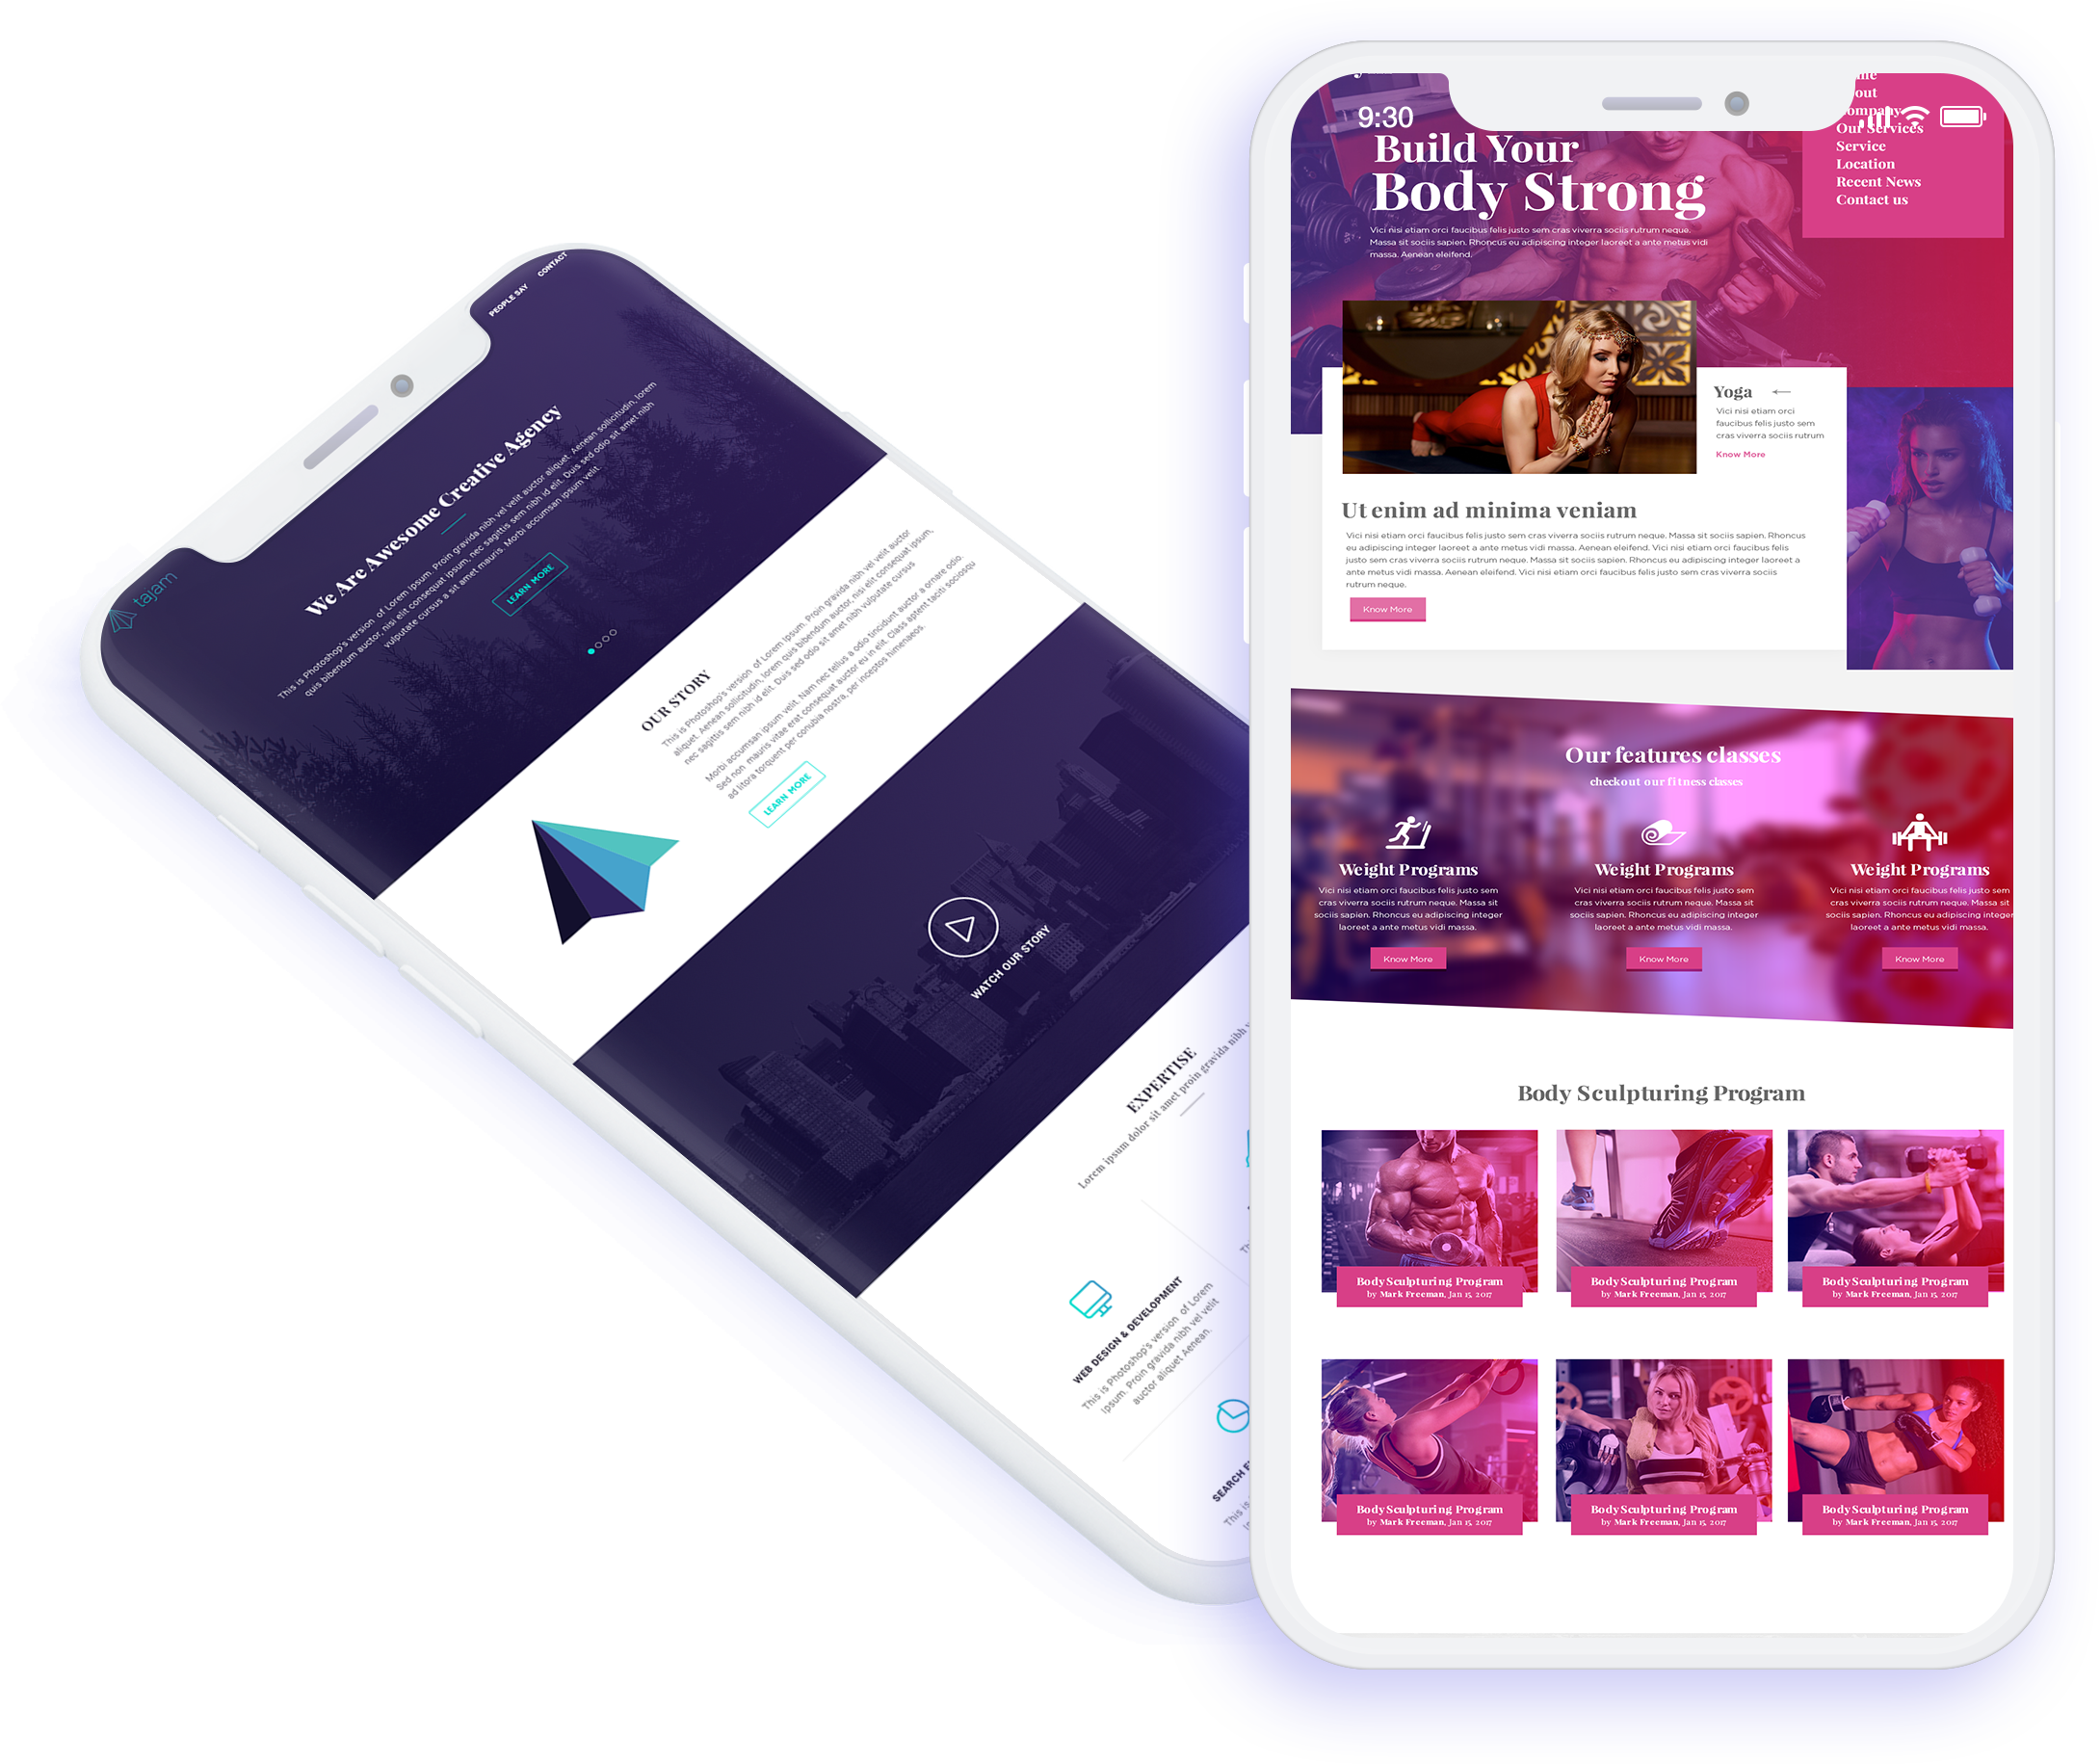 PEOPLE SAY
CONTACT
tajam
We Are Awesome Creative Agency
This is Photoshop's version of Lorem Ipsum. Proin gravida nibh vel velit auctor aliquet. Aenean sollicitudin, lorem
quis bibendum auctor, nisi elit consequat ipsum, nec sagittis sem nibh id elit. Duis sed odio sit amet nibh
vulputate cursus a sit amet mauris. Morbi accumsan ipsum velit.
LEARN MORE
OUR STORY
This is Photoshop's version of Lorem Ipsum. Proin gravida nibh vel velit auctor
aliquet. Aenean sollicitudin, lorem quis bibendum auctor, nisi elit consequat ipsum,
nec sagittis sem nibh id elit. Duis sed odio sit amet nibh vulputate cursus
Morbi accumsan ipsum velit. Nam nec tellus a odio tincidunt auctor a ornare odio.
Sed non mauris vitae erat consequat auctor eu in elit. Class aptent taciti sociosqu
ad litora torquent per conubia nostra, per inceptos himenaeos.
LEARN MORE
WATCH OUR STORY
EXPERTISE
Lorem ipsum dolor sit amet proin gravida nibh
WEB DESIGN & DEVELOPMENT
This is Photoshop's version of Lorem
Ipsum. Proin gravida nibh vel velit
auctor aliquet Aenean.
SEARCH
This is
9:30
Our Services
Service
Location
Recent News
Contact us
Build Your
Body Strong
Vici nisi etiam orci faucibus felis justo sem cras viverra sociis rutrum neque.
Massa sit sociis sapien. Rhoncus eu adipiscing integer laoreet a ante metus vidi
massa. Aenean eleifend.
Yoga
Vici nisi etiam orci
faucibus felis justo sem
cras viverra sociis rutrum
Know More
Ut enim ad minima veniam
Vici nisi etiam orci faucibus felis justo sem cras viverra sociis rutrum neque. Massa sit sociis sapien. Rhoncus
eu adipiscing integer laoreet a ante metus vidi massa. Aenean eleifend. Vici nisi etiam orci faucibus felis
justo sem cras viverra sociis rutrum neque. Massa sit sociis sapien. Rhoncus eu adipiscing integer laoreet a
ante metus vidi massa. Aenean eleifend. Vici nisi etiam orci faucibus felis justo sem cras viverra sociis
rutrum neque.
Know More
Our features classes
checkout our fitness classes
Weight Programs
Vici nisi etiam orci faucibus felis justo sem
cras viverra sociis rutrum neque. Massa sit
sociis sapien. Rhoncus eu adipiscing integer
laoreet a ante metus vidi massa.
Know More
Weight Programs
Vici nisi etiam orci faucibus felis justo sem
cras viverra sociis rutrum neque. Massa sit
sociis sapien. Rhoncus eu adipiscing integer
laoreet a ante metus vidi massa.
Know More
Weight Programs
Vici nisi etiam orci faucibus felis justo sem
cras viverra sociis rutrum neque. Massa sit
sociis sapien. Rhoncus eu adipiscing integer
laoreet a ante metus vidi massa.
Know More
Body Sculpturing Program
Body Sculpturing Program
by Mark Freeman, Jan 15, 2017
Body Sculpturing Program
by Mark Freeman, Jan 15, 2017
Body Sculpturing Program
by Mark Freeman, Jan 15, 2017
Body Sculpturing Program
by Mark Freeman, Jan 15, 2017
Body Sculpturing Program
by Mark Freeman, Jan 15, 2017
Body Sculpturing Program
by Mark Freeman, Jan 15, 2017